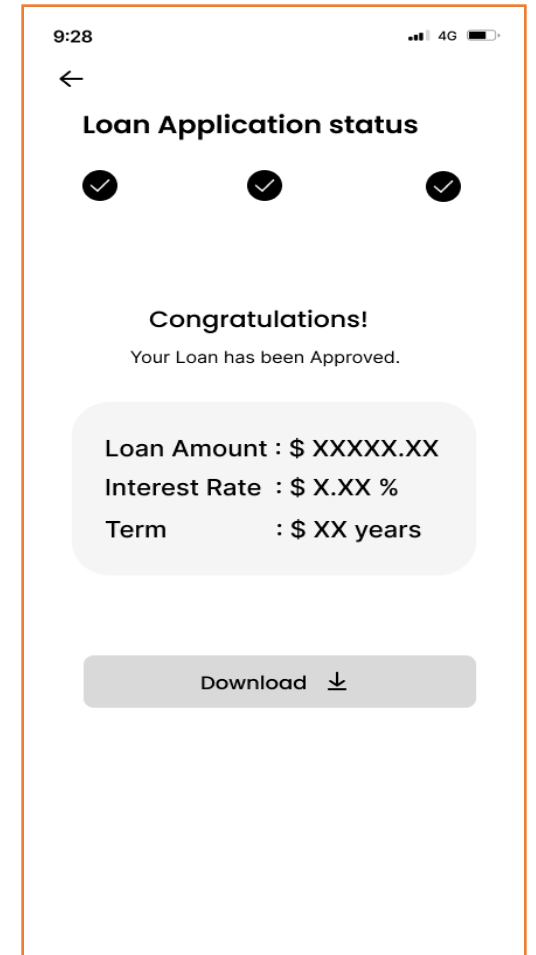 9:28 4G
Loan Application status
Congratulations!
Your Loan has been Approved.
Loan Amount : $ XXXXX.XX
Interest Rate : $ X.XX %
Term : $ XX years
Download